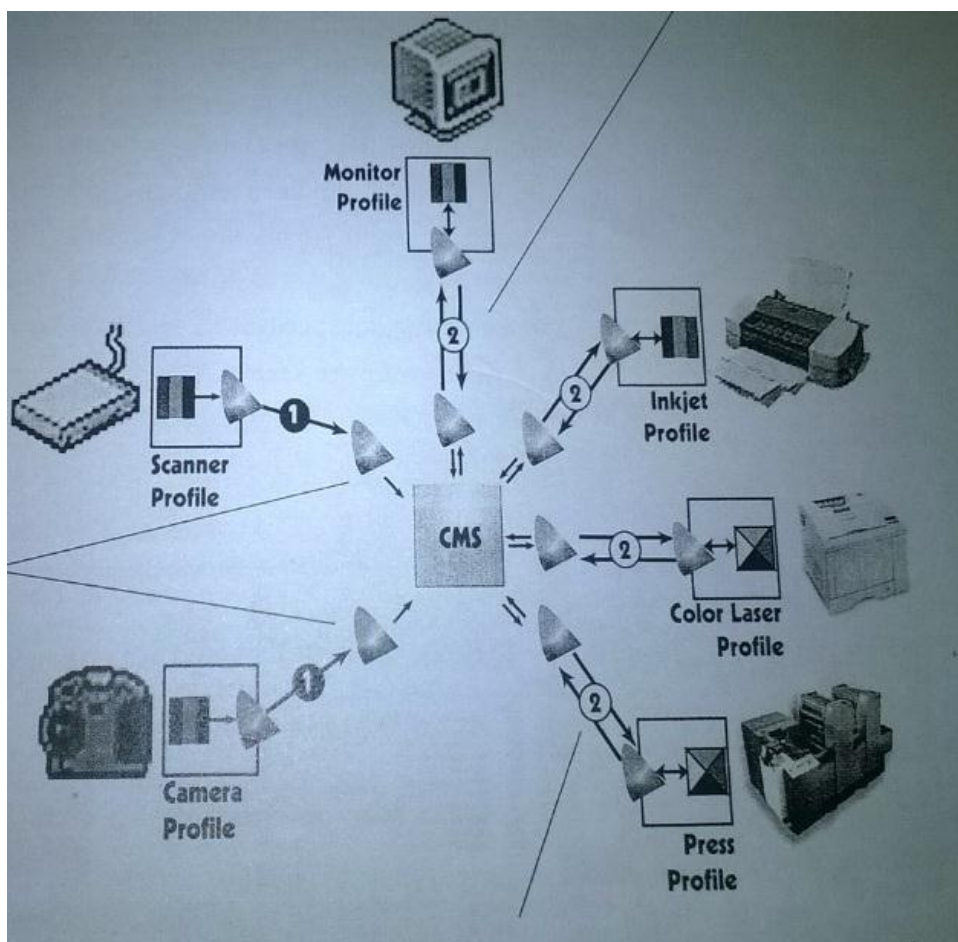 Monitor
Profile
2
Inkjet
Profile
2
Scanner
Profile
1
CMS
2
Color Laser
Profile
1
Camera
Profile
2
Press
Profile